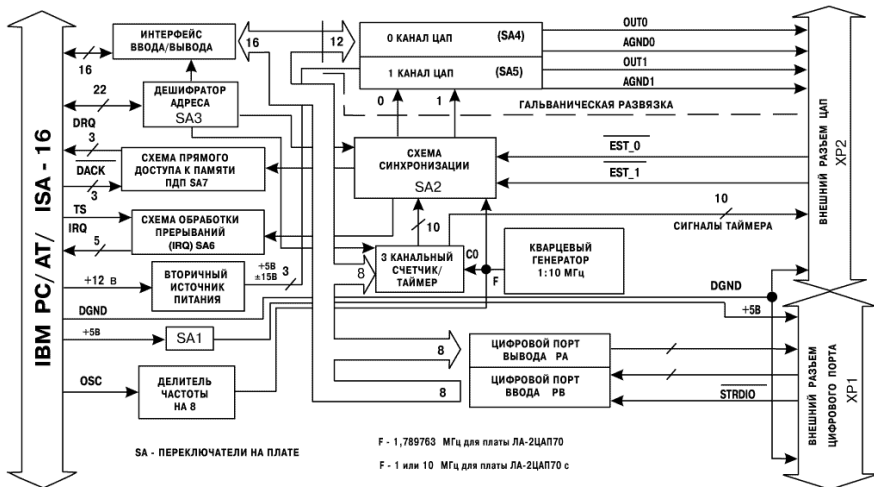 IBM PC/ AT/ ISA - 16
ИНТЕРФЕЙС
ВВОДА/ВЫВОДА
16
16
12
0 КАНАЛ ЦАП (SA4)
1 КАНАЛ ЦАП (SA5)
OUT0
AGND0
OUT1
AGND1
22
ДЕШИФРАТОР
АДРЕСА
SA3
0
1
ГАЛЬВАНИЧЕСКАЯ РАЗВЯЗКА
DRQ
3
DACK
3
СХЕМА ПРЯМОГО
ДОСТУПА К ПАМЯТИ
ПДП SA7
СХЕМА
СИНХРОНИЗАЦИИ
SA2
EST_0
EST_1
ВНЕШНИЙ РАЗЪЕМ ЦАП
XP2
TS
IRQ
5
СХЕМА ОБРАБОТКИ
ПРЕРЫВАНИЙ
(IRQ) SA6
10
10
СИГНАЛЫ ТАЙМЕРА
+12 В
ВТОРИЧНЫЙ
ИСТОЧНИК
ПИТАНИЯ
+5В
±15В
3
8
3 КАНАЛЬНЫЙ
СЧЕТЧИК/
ТАЙМЕР
C0
F
КВАРЦЕВЫЙ
ГЕНЕРАТОР
1:10 МГц
DGND
DGND
+5В
+5В
SA1
OSC
ДЕЛИТЕЛЬ
ЧАСТОТЫ
НА 8
8
8
ЦИФРОВОЙ ПОРТ
ВЫВОДА РА
ЦИФРОВОЙ ПОРТ
ВВОДА РВ
STRDIO
ВНЕШНИЙ РАЗЪЕМ
ЦИФРОВОГО ПОРТА
XP1
SA - ПЕРЕКЛЮЧАТЕЛИ НА ПЛАТЕ
F - 1,789763 МГц для платы ЛА-2ЦАП70
F - 1 или 10 МГц для платы ЛА-2ЦАП70 с